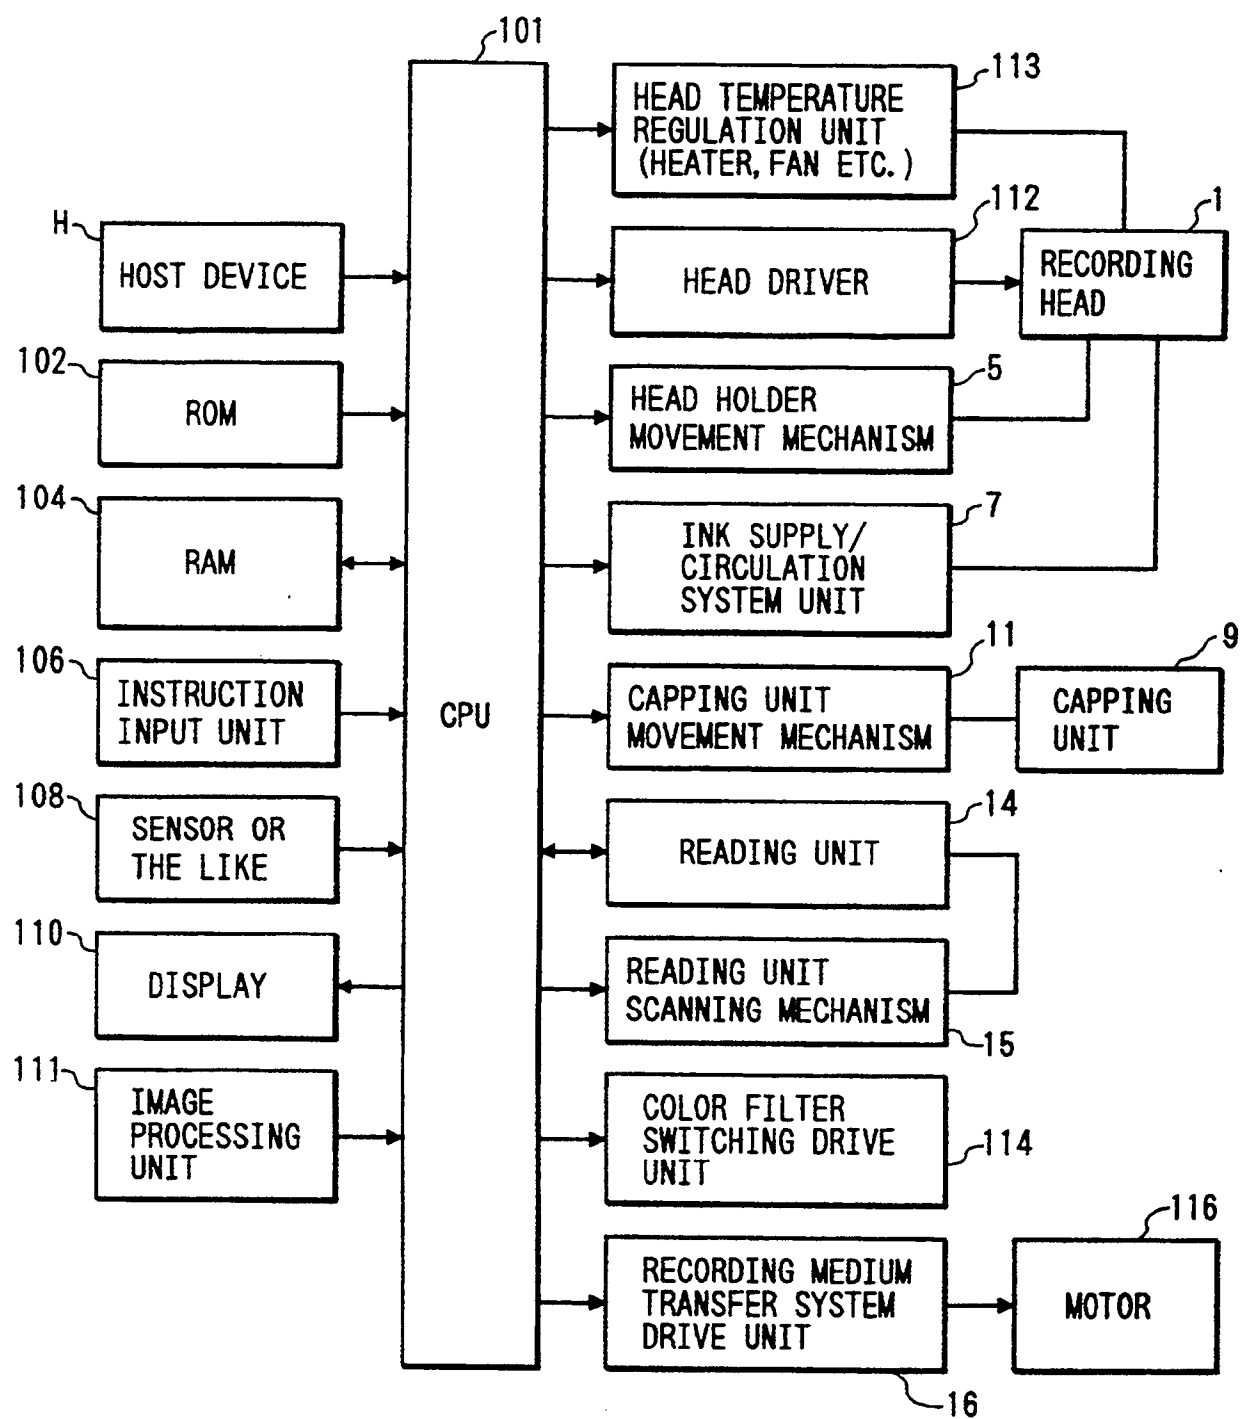 101
CPU
H
HOST DEVICE
102
ROM
104
RAM
106
INSTRUCTION
INPUT UNIT
108
SENSOR OR
THE LIKE
110
DISPLAY
111
IMAGE
PROCESSING
UNIT
113
HEAD TEMPERATURE
REGULATION UNIT
(HEATER, FAN ETC.)
112
HEAD DRIVER
1
RECORDING
HEAD
5
HEAD HOLDER
MOVEMENT MECHANISM
7
INK SUPPLY/
CIRCULATION
SYSTEM UNIT
11
CAPPING UNIT
MOVEMENT MECHANISM
9
CAPPING
UNIT
14
READING UNIT
READING UNIT
SCANNING MECHANISM
15
COLOR FILTER
SWITCHING DRIVE
UNIT
114
RECORDING MEDIUM
TRANSFER SYSTEM
DRIVE UNIT
16
116
MOTOR